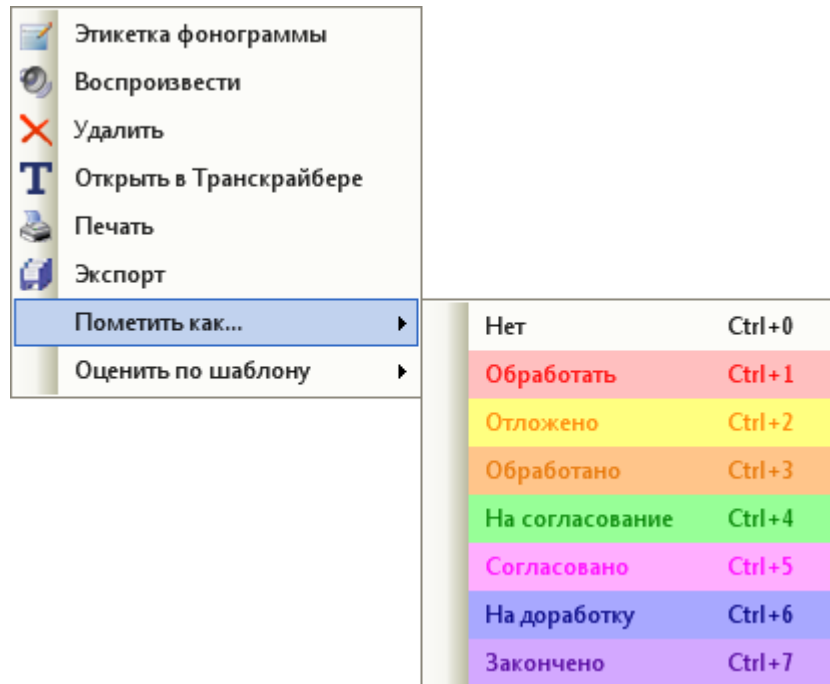 Этикетка фонограммы
Воспроизвести
Удалить
Открыть в Транскрайбере
Печать
Экспорт
Пометить как...
Оценить по шаблону
Нет Ctrl+0
Обработать Ctrl+1
Отложено Ctrl+2
Обработано Ctrl+3
На согласование Ctrl+4
Согласовано Ctrl+5
На доработку Ctrl+6
Закончено Ctrl+7